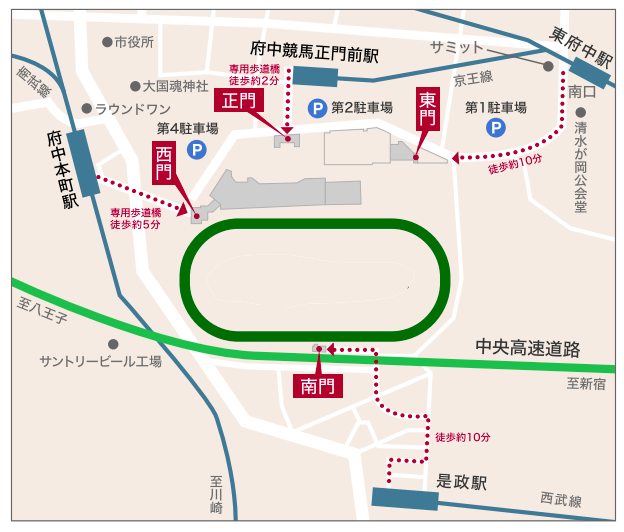 東府中駅
市役所
府中競馬正門前駅
サミット
南武線
専用歩道橋
徒歩約2分
京王線
大国魂神社
南口
正門
東門
P 第2駐車場
第1駐車場
P
ラウンドワン
第4駐車場
P
清水が岡公会堂
府中本町駅
西門
徒歩約10分
専用歩道橋
徒歩約5分
至八王子
中央高速道路
サントリービール工場
南門
至新宿
徒歩約10分
至川崎
是政駅
西武線